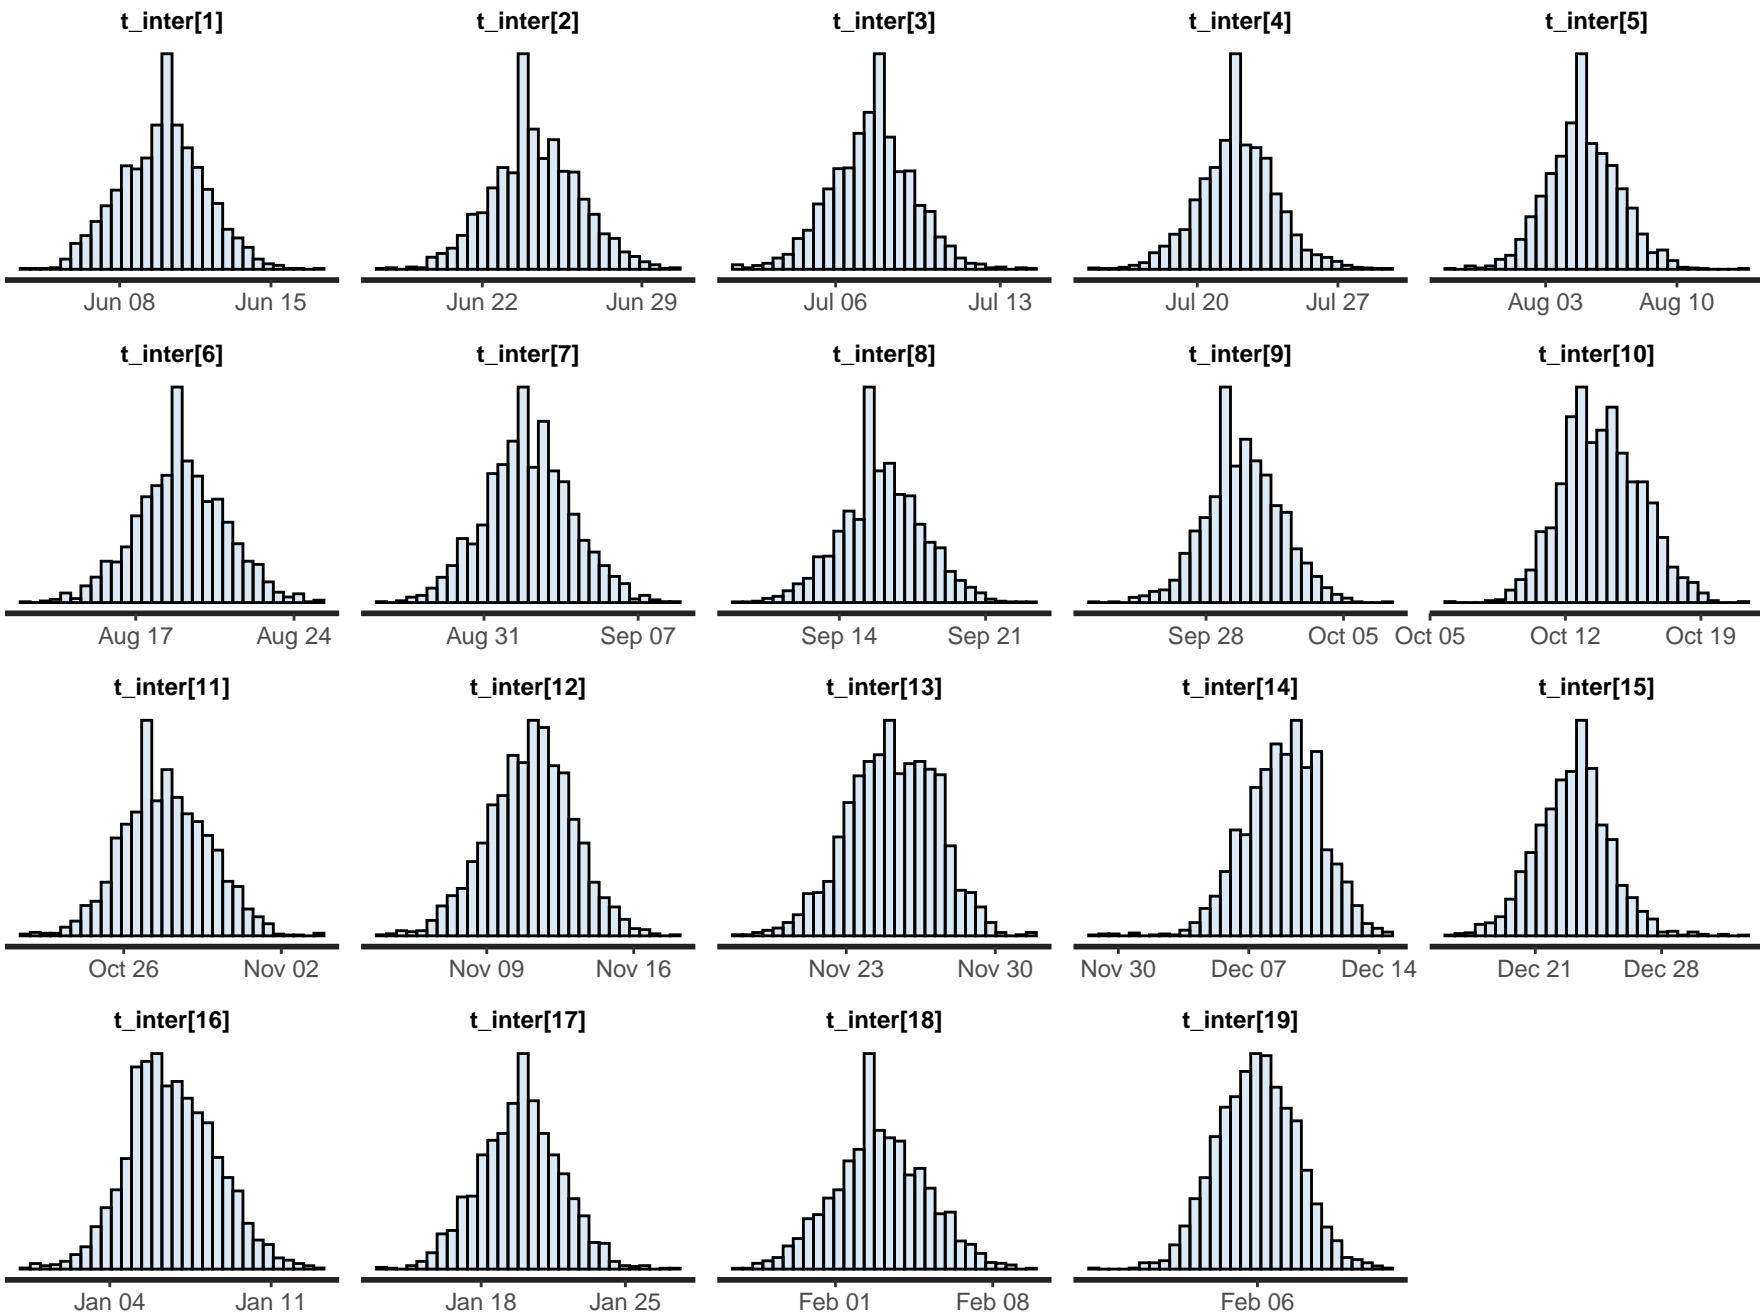 t_inter[1] t_inter[2] t_inter[3] t_inter[4] t_inter[5]
Jun 08 Jun 15 Jun 22 Jun 29 Jul 06 Jul 13 Jul 20 Jul 27 Aug 03 Aug 10
t_inter[6] t_inter[7] t_inter[8] t_inter[9] t_inter[10]
Aug 17 Aug 24 Aug 31 Sep 07 Sep 14 Sep 21 Sep 28 Oct 05 Oct 05 Oct 12 Oct 19
t_inter[11] t_inter[12] t_inter[13] t_inter[14] t_inter[15]
Oct 26 Nov 02 Nov 09 Nov 16 Nov 23 Nov 30 Nov 30 Dec 07 Dec 14 Dec 21 Dec 28
t_inter[16] t_inter[17] t_inter[18] t_inter[19]
Jan 04 Jan 11 Jan 18 Jan 25 Feb 01 Feb 08 Feb 06